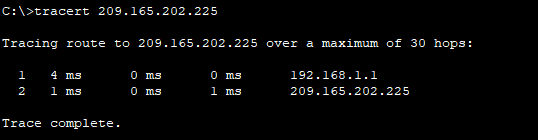 C:\>tracert 209.165.202.225
Tracing route to 209.165.202.225 over a maximum of 30 hops:
1 4 ms 0 ms 0 ms 192.168.1.1
2 1 ms 0 ms 1 ms 209.165.202.225
Trace complete.